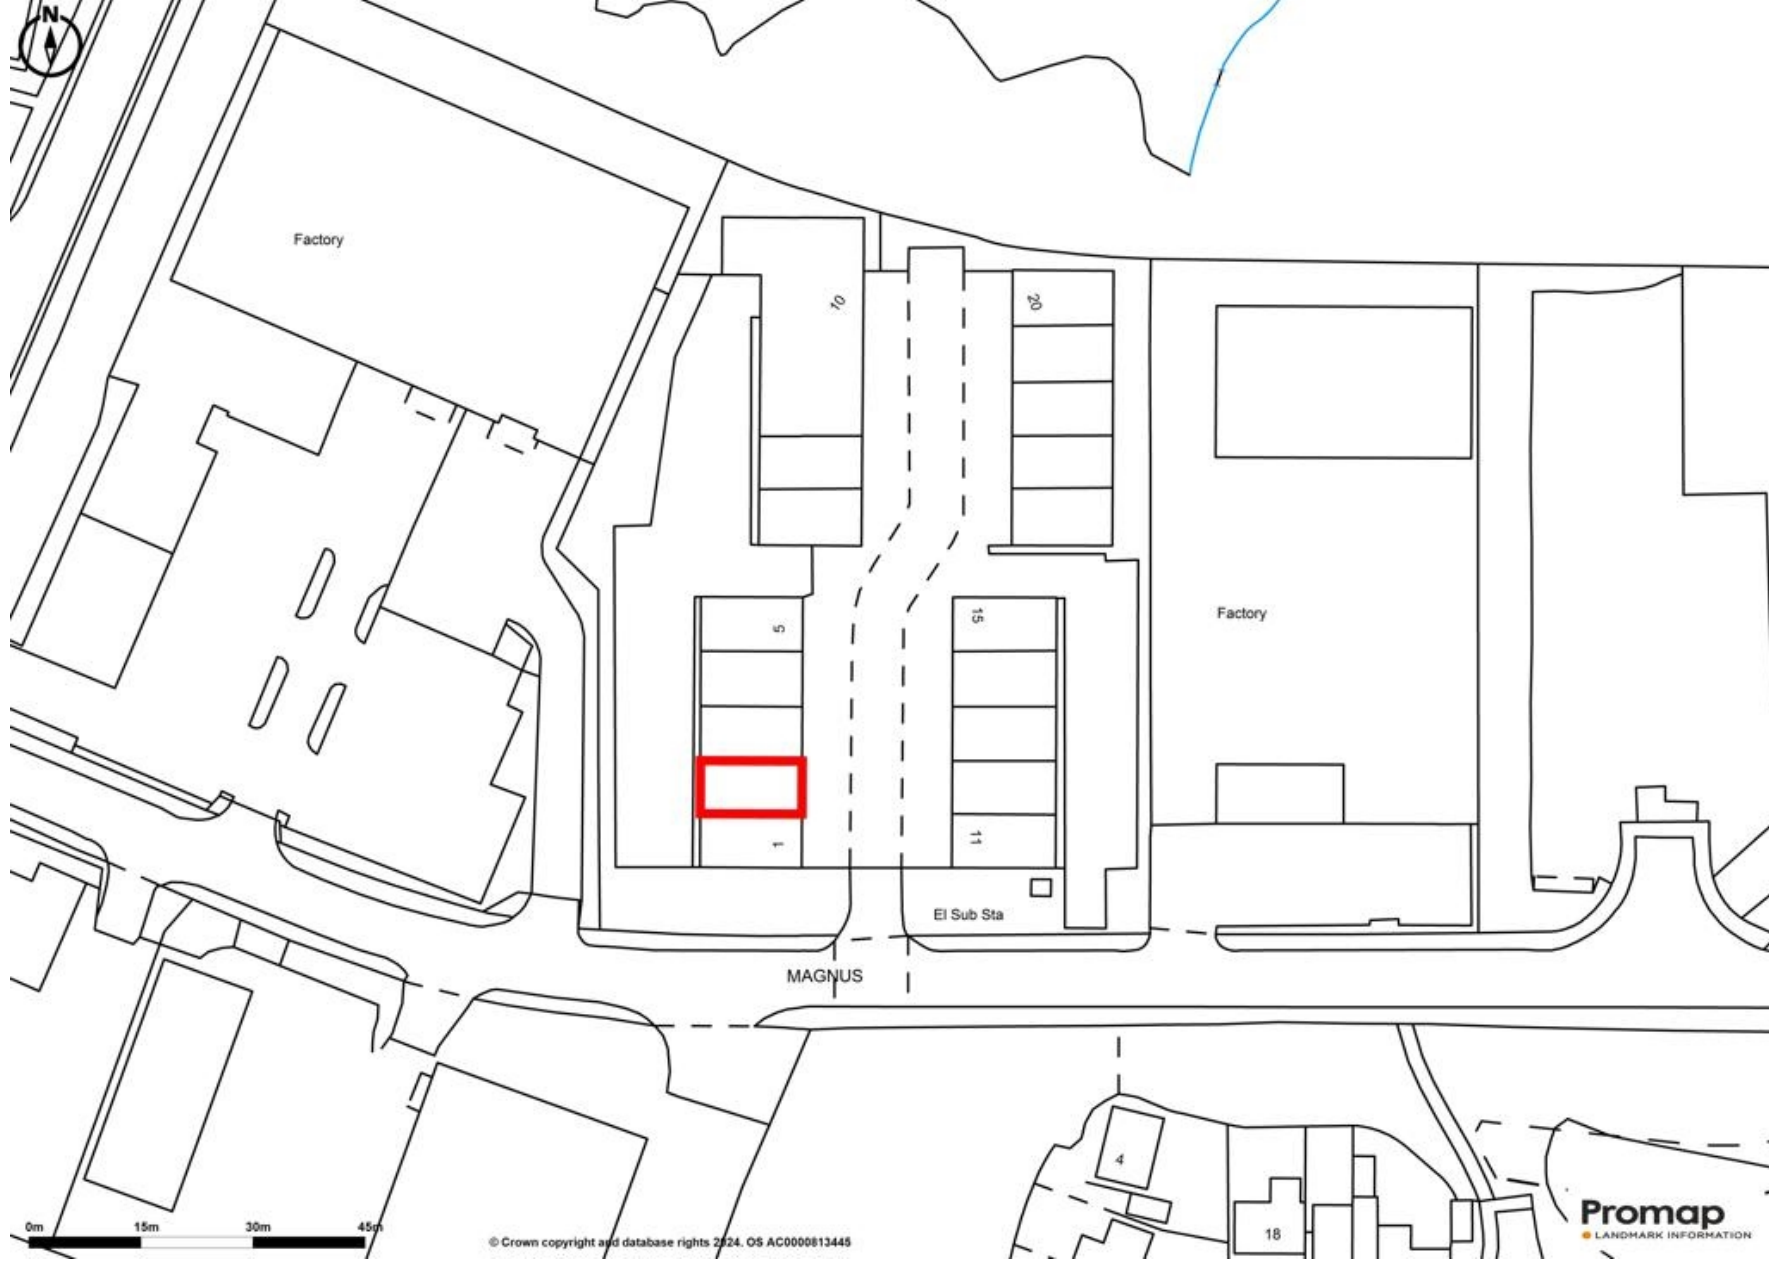 N
Factory
10
20
5
15
Factory
1
11
El Sub Sta
MAGNUS
4
18
0m 15m 30m 45m
© Crown copyright and database rights 2024. OS AC0000813445
Promap
LANDMARK INFORMATION